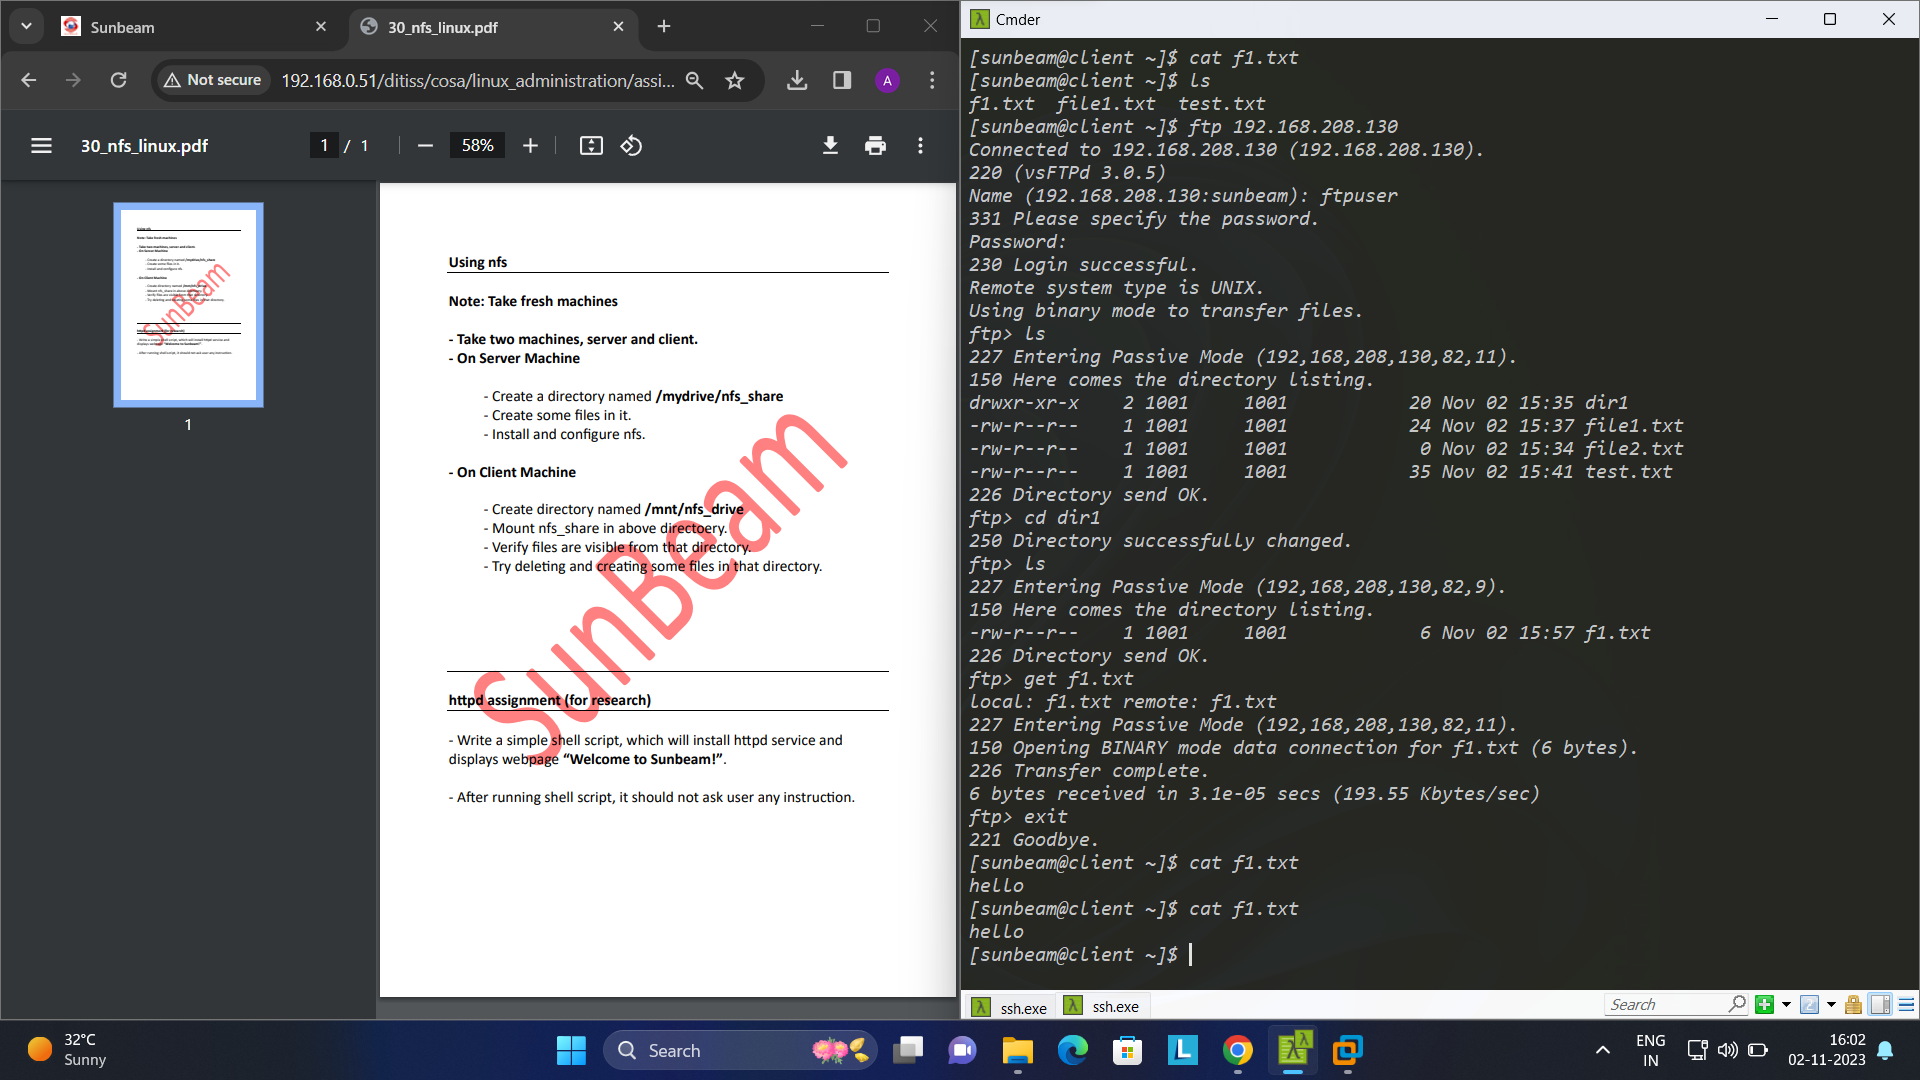 Sunbeam
30_nfs_linux.pdf
Not secure
192.168.0.51/ditiss/cosa/linux_administration/assi...
A
30_nfs_linux.pdf
1 / 1
58%
1
Using nfs
Note: Take fresh machines
- Take two machines, server and client.
- On Server Machine
- Create a directory named /mydrive/nfs_share
- Create some files in it.
- Install and configure nfs.
- On Client Machine
- Create directory named /mnt/nfs_drive
- Mount nfs_share in above directoery.
- Verify files are visible from that directory.
- Try deleting and creating some files in that directory.
SunBeam
httpd assignment (for research)
- Write a simple shell script, which will install httpd service and
displays webpage “Welcome to Sunbeam!”.
- After running shell script, it should not ask user any instruction.
Cmder
[sunbeam@client ~]$ cat f1.txt
[sunbeam@client ~]$ ls
f1.txt  file1.txt  test.txt
[sunbeam@client ~]$ ftp 192.168.208.130
Connected to 192.168.208.130 (192.168.208.130).
220 (vsFTPd 3.0.5)
Name (192.168.208.130:sunbeam): ftpuser
331 Please specify the password.
Password:
230 Login successful.
Remote system type is UNIX.
Using binary mode to transfer files.
ftp> ls
227 Entering Passive Mode (192,168,208,130,82,11).
150 Here comes the directory listing.
drwxr-xr-x    2 1001     1001           20 Nov 02 15:35 dir1
-rw-r--r--    1 1001     1001           24 Nov 02 15:37 file1.txt
-rw-r--r--    1 1001     1001            0 Nov 02 15:34 file2.txt
-rw-r--r--    1 1001     1001           35 Nov 02 15:41 test.txt
226 Directory send OK.
ftp> cd dir1
250 Directory successfully changed.
ftp> ls
227 Entering Passive Mode (192,168,208,130,82,9).
150 Here comes the directory listing.
-rw-r--r--    1 1001     1001            6 Nov 02 15:57 f1.txt
226 Directory send OK.
ftp> get f1.txt
local: f1.txt remote: f1.txt
227 Entering Passive Mode (192,168,208,130,82,11).
150 Opening BINARY mode data connection for f1.txt (6 bytes).
226 Transfer complete.
6 bytes received in 3.1e-05 secs (193.55 Kbytes/sec)
ftp> exit
221 Goodbye.
[sunbeam@client ~]$ cat f1.txt
hello
[sunbeam@client ~]$ cat f1.txt
hello
[sunbeam@client ~]$
ssh.exe
ssh.exe
Search
32°C
Sunny
Search
ENG
IN
16:02
02-11-2023